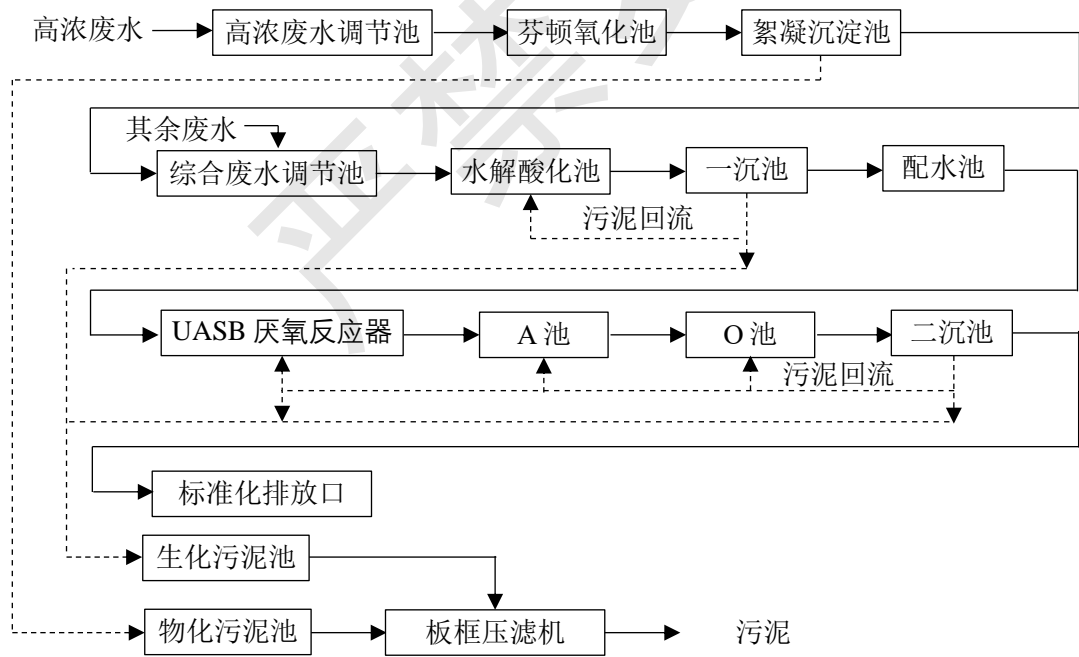 高浓废水
高浓废水调节池
芬顿氧化池
絮凝沉淀池
其余废水
综合废水调节池
水解酸化池
一沉池
配水池
污泥回流
UASB 厌氧反应器
A 池
O 池
二沉池
污泥回流
标准化排放口
生化污泥池
物化污泥池
板框压滤机
污泥
严禁